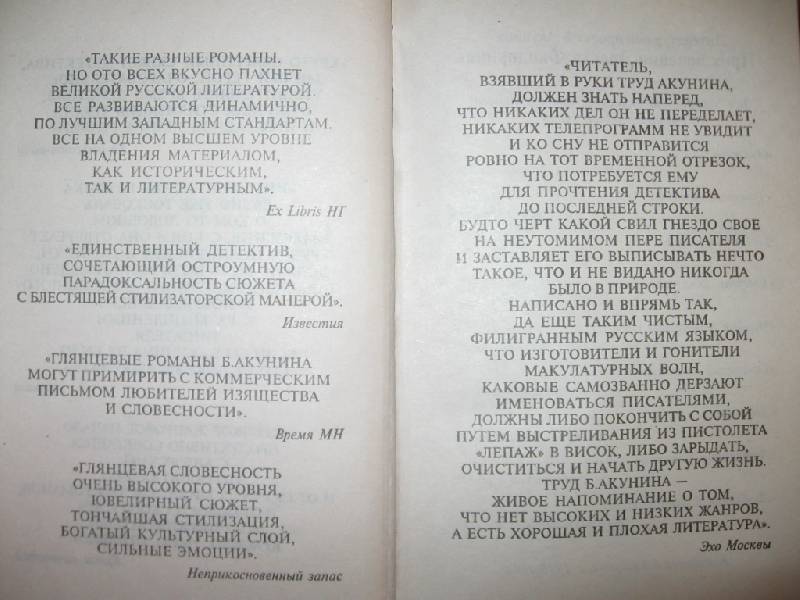 «ТАКИЕ РАЗНЫЕ РОМАНЫ.
НО ОТО ВСЕХ ВКУСНО ПАХНЕТ
ВЕЛИКОЙ РУССКОЙ ЛИТЕРАТУРОЙ.
ВСЕ РАЗВИВАЮТСЯ ДИНАМИЧНО,
ПО ЛУЧШИМ ЗАПАДНЫМ СТАНДАРТАМ.
ВСЕ НА ОДНОМ ВЫСШЕМ УРОВНЕ
ВЛАДЕНИЯ МАТЕРИАЛОМ,
КАК ИСТОРИЧЕСКИМ,
ТАК И ЛИТЕРАТУРНЫМ».
Ex Libris НГ
«ЕДИНСТВЕННЫЙ ДЕТЕКТИВ,
СОЧЕТАЮЩИЙ ОСТРОУМНУЮ
ПАРАДОКСАЛЬНОСТЬ СЮЖЕТА
С БЛЕСТЯЩЕЙ СТИЛИЗАТОРСКОЙ МАНЕРОЙ».
Известия
«ГЛЯНЦЕВЫЕ РОМАНЫ Б.АКУНИНА
МОГУТ ПРИМИРИТЬ С КОММЕРЧЕСКИМ
ПИСЬМОМ ЛЮБИТЕЛЕЙ ИЗЯЩЕСТВА
И СЛОВЕСНОСТИ».
Время МН
«ГЛЯНЦЕВАЯ СЛОВЕСНОСТЬ
ОЧЕНЬ ВЫСОКОГО УРОВНЯ,
ЮВЕЛИРНЫЙ СЮЖЕТ,
ТОНЧАЙШАЯ СТИЛИЗАЦИЯ,
БОГАТЫЙ КУЛЬТУРНЫЙ СЛОЙ,
СИЛЬНЫЕ ЭМОЦИИ».
Неприкосновенный запас
«ЧИТАТЕЛЬ,
ВЗЯВШИЙ В РУКИ ТРУД АКУНИНА,
ДОЛЖЕН ЗНАТЬ НАПЕРЕД,
ЧТО НИКАКИХ ДЕЛ ОН НЕ ПЕРЕДЕЛАЕТ,
НИКАКИХ ТЕЛЕПРОГРАММ НЕ УВИДИТ
И КО СНУ НЕ ОТПРАВИТСЯ
РОВНО НА ТОТ ВРЕМЕННОЙ ОТРЕЗОК,
ЧТО ПОТРЕБУЕТСЯ ЕМУ
ДЛЯ ПРОЧТЕНИЯ ДЕТЕКТИВА
ДО ПОСЛЕДНЕЙ СТРОКИ.
БУДТО ЧЕРТ КАКОЙ СВИЛ ГНЕЗДО СВОЕ
НА НЕУТОМИМОМ ПЕРЕ ПИСАТЕЛЯ
И ЗАСТАВЛЯЕТ ЕГО ВЫПИСЫВАТЬ НЕЧТО
ТАКОЕ, ЧТО И НЕ ВИДАНО НИКОГДА
БЫЛО В ПРИРОДЕ.
НАПИСАНО И ВПРЯМЬ ТАК,
ДА ЕЩЕ ТАКИМ ЧИСТЫМ,
ФИЛИГРАННЫМ РУССКИМ ЯЗЫКОМ,
ЧТО ИЗГОТОВИТЕЛИ И ГОНИТЕЛИ
МАКУЛАТУРНЫХ ВОЛН,
КАКОВЫЕ САМОЗВАННО ДЕРЗАЮТ
ИМЕНОВАТЬСЯ ПИСАТЕЛЯМИ,
ДОЛЖНЫ ЛИБО ПОКОНЧИТЬ С СОБОЙ
ПУТЕМ ВЫСТРЕЛИВАНИЯ ИЗ ПИСТОЛЕТА
«ЛЕПАЖ» В ВИСОК, ЛИБО ЗАРЫДАТЬ,
ОЧИСТИТЬСЯ И НАЧАТЬ ДРУГУЮ ЖИЗНЬ.
ТРУД Б.АКУНИНА –
ЖИВОЕ НАПОМИНАНИЕ О ТОМ,
ЧТО НЕТ ВЫСОКИХ И НИЗКИХ ЖАНРОВ,
А ЕСТЬ ХОРОШАЯ И ПЛОХАЯ ЛИТЕРАТУРА».
Эхо Москвы